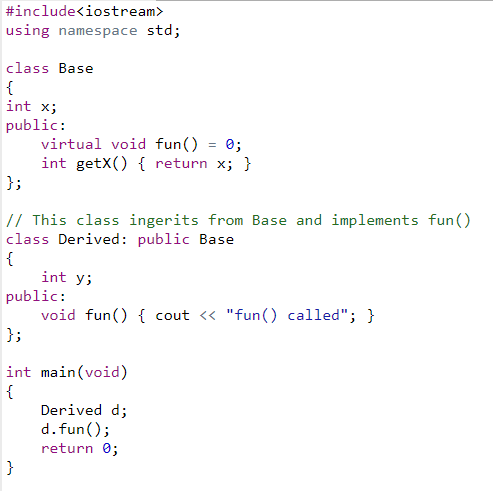 #include<iostream>
using namespace std;

class Base
{
int x;
public:
    virtual void fun() = 0;
    int getX() { return x; }
};

// This class ingerits from Base and implements fun()
class Derived: public Base
{
    int y;
public:
    void fun() { cout << "fun() called"; }
};

int main(void)
{
    Derived d;
    d.fun();
    return 0;
}